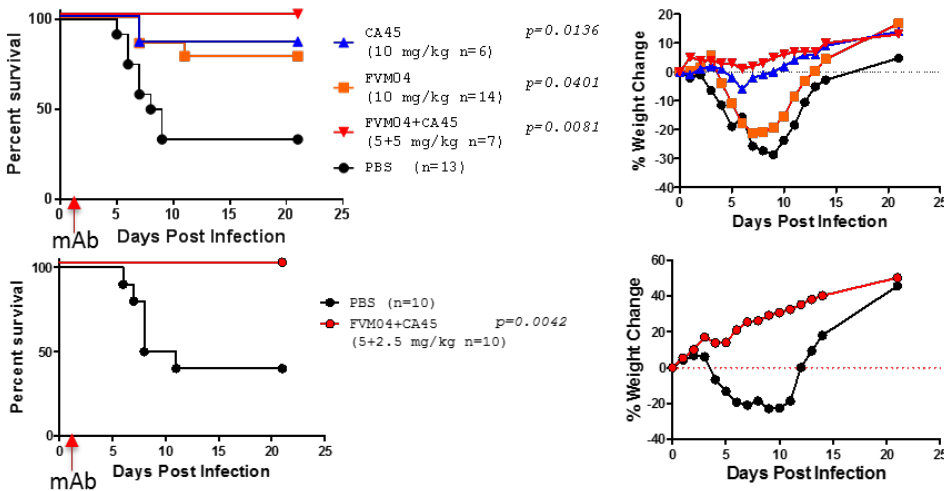 Percent survival
100
50
0
0 5 10 15 20 25
mAb
Days Post Infection
CA45 p=0.0136
(10 mg/kg n=6)
FVM04 p=0.0401
(10 mg/kg n=14)
FVM04+CA45 p=0.0081
(5+5 mg/kg n=7)
PBS (n=13)
% Weight Change
20
10
0
-10
-20
-30
-40
0 5 10 15 20 25
Days Post Infection
Percent survival
100
50
0
0 5 10 15 20 25
mAb
Days Post Infection
PBS (n=10)
FVM04+CA45 p=0.0042
(5+2.5 mg/kg n=10)
% Weight Change
60
40
20
0
-20
-40
0 5 10 15 20 25
Days Post Infection